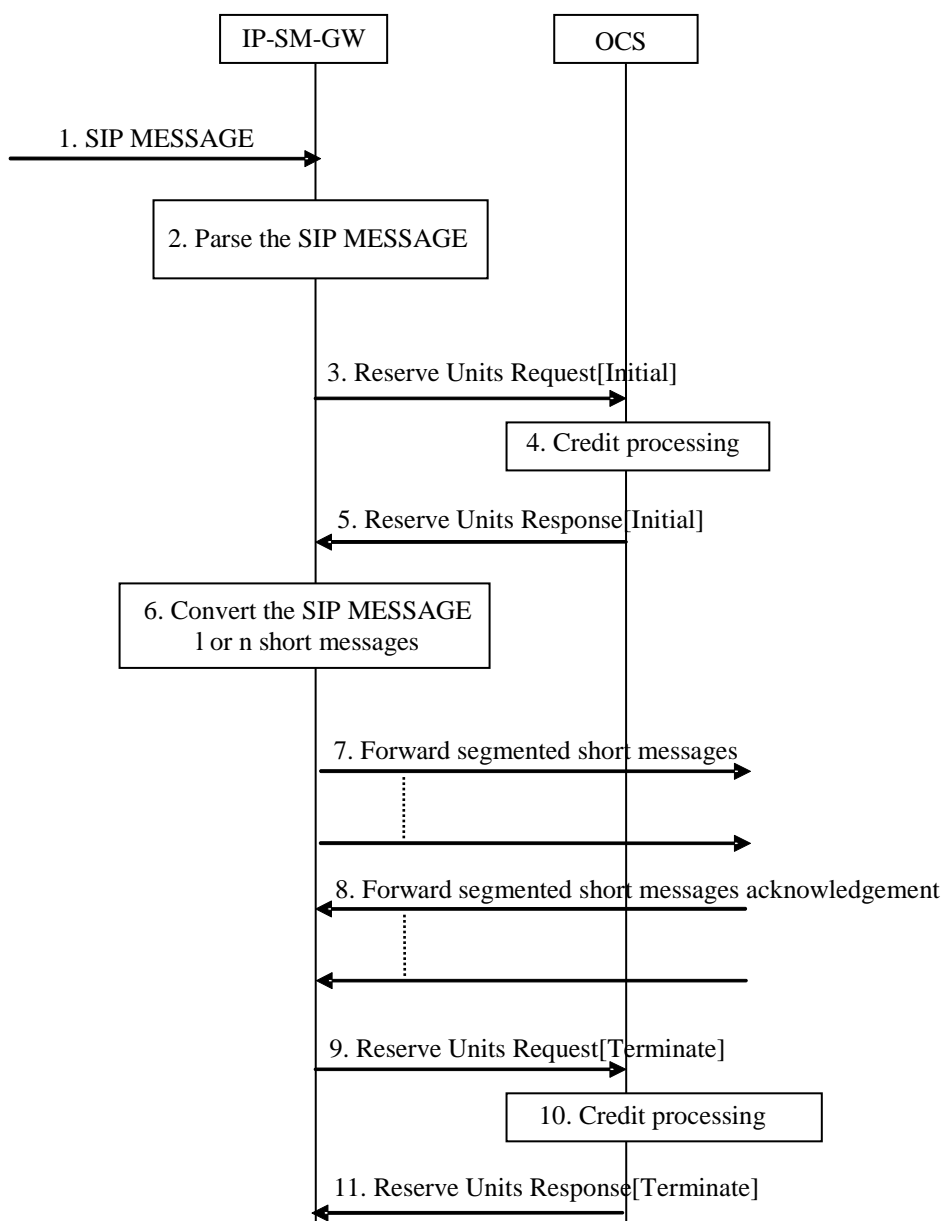 IP-SM-GW
OCS
1. SIP MESSAGE
2. Parse the SIP MESSAGE
3. Reserve Units Request[Initial]
4. Credit processing
5. Reserve Units Response[Initial]
6. Convert the SIP MESSAGE
l or n short messages
7. Forward segmented short messages
8. Forward segmented short messages acknowledgement
9. Reserve Units Request[Terminate]
10. Credit processing
11. Reserve Units Response[Terminate]